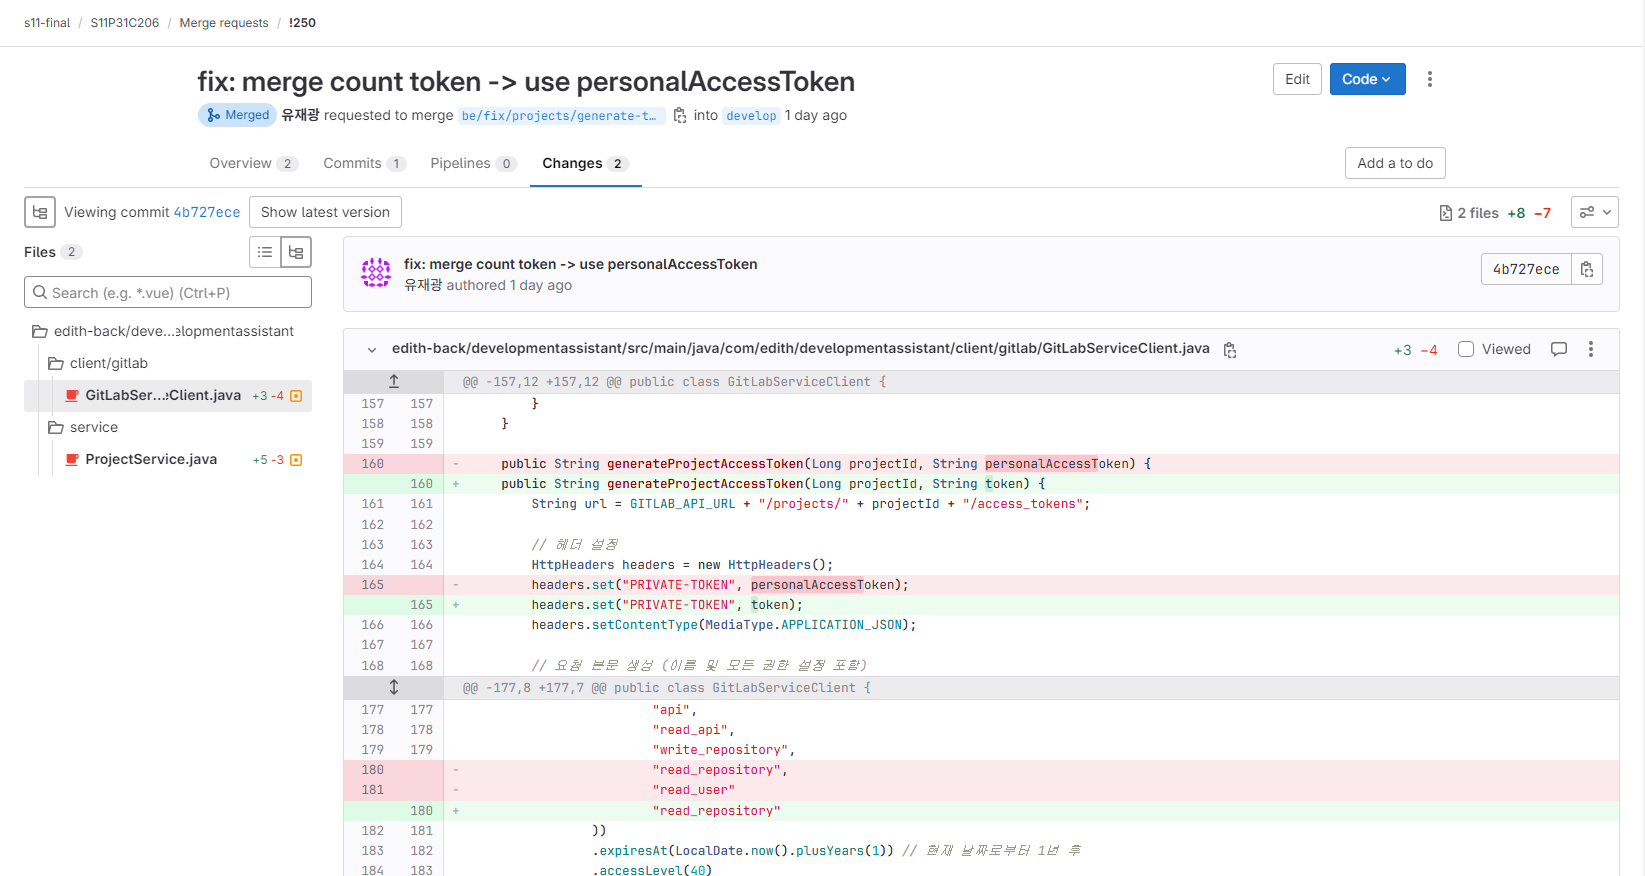 s11-final / S11P31C206 / Merge requests / !250
fix: merge count token -> use personalAccessToken
Edit
Code
Merged 유재광 requested to merge be/fix/projects/generate-t... into develop 1 day ago
Overview 2 Commits 1 Pipelines 0 Changes 2
Add a to do
Viewing commit 4b727ece Show latest version
2 files +8 −7
Files 2
Search (e.g. *.vue) (Ctrl+P)
edith-back/deve...elopmentassistant
client/gitlab
GitLabSer...eClient.java +3 -4
service
ProjectService.java +5 -3
fix: merge count token -> use personalAccessToken
유재광 authored 1 day ago
4b727ece
edith-back/developmentassistant/src/main/java/com/edith/developmentassistant/client/gitlab/GitLabServiceClient.java
+3 −4 Viewed
@@ -157,12 +157,12 @@ public class GitLabServiceClient {
157 157 }
158 158 }
159 159
160 - public String generateProjectAccessToken(Long projectId, String personalAccessToken) {
160 + public String generateProjectAccessToken(Long projectId, String token) {
161 161 String url = GITLAB_API_URL + "/projects/" + projectId + "/access_tokens";
162 162
163 163 // 헤더 설정
164 164 HttpHeaders headers = new HttpHeaders();
165 - headers.set("PRIVATE-TOKEN", personalAccessToken);
165 + headers.set("PRIVATE-TOKEN", token);
166 166 headers.setContentType(MediaType.APPLICATION_JSON);
167 167
168 168 // 요청 본문 생성 (이름 및 모든 권한 설정 포함)
@@ -177,8 +177,7 @@ public class GitLabServiceClient {
177 177 "api",
178 178 "read_api",
179 179 "write_repository",
180 - "read_repository",
181 - "read_user"
180 + "read_repository"
182 181 ))
183 182 .expiresAt(LocalDate.now().plusYears(1)) // 현재 날짜로부터 1년 후
184 183 .accessLevel(40)